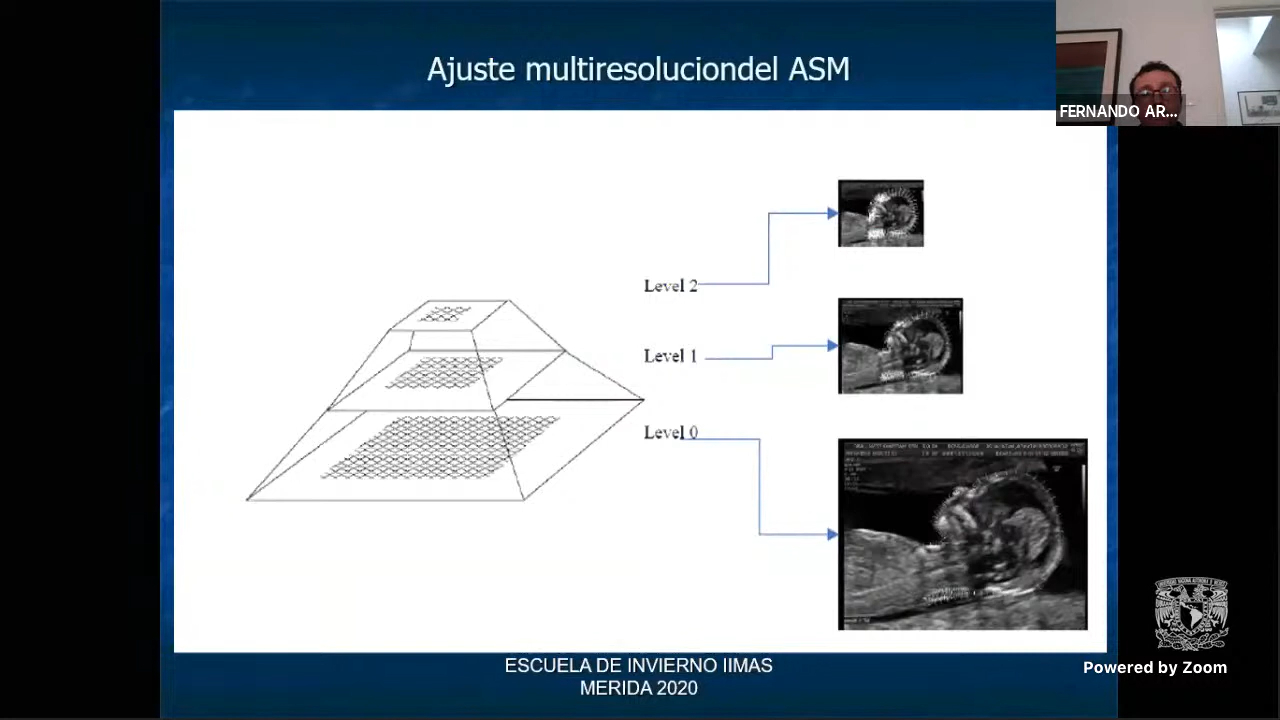 Ajuste multiresoluciondel ASM
FERNANDO AR...
Level 2
Level 1
Level 0
ESCUELA DE INVIERNO IIMAS
MERIDA 2020
Powered by Zoom